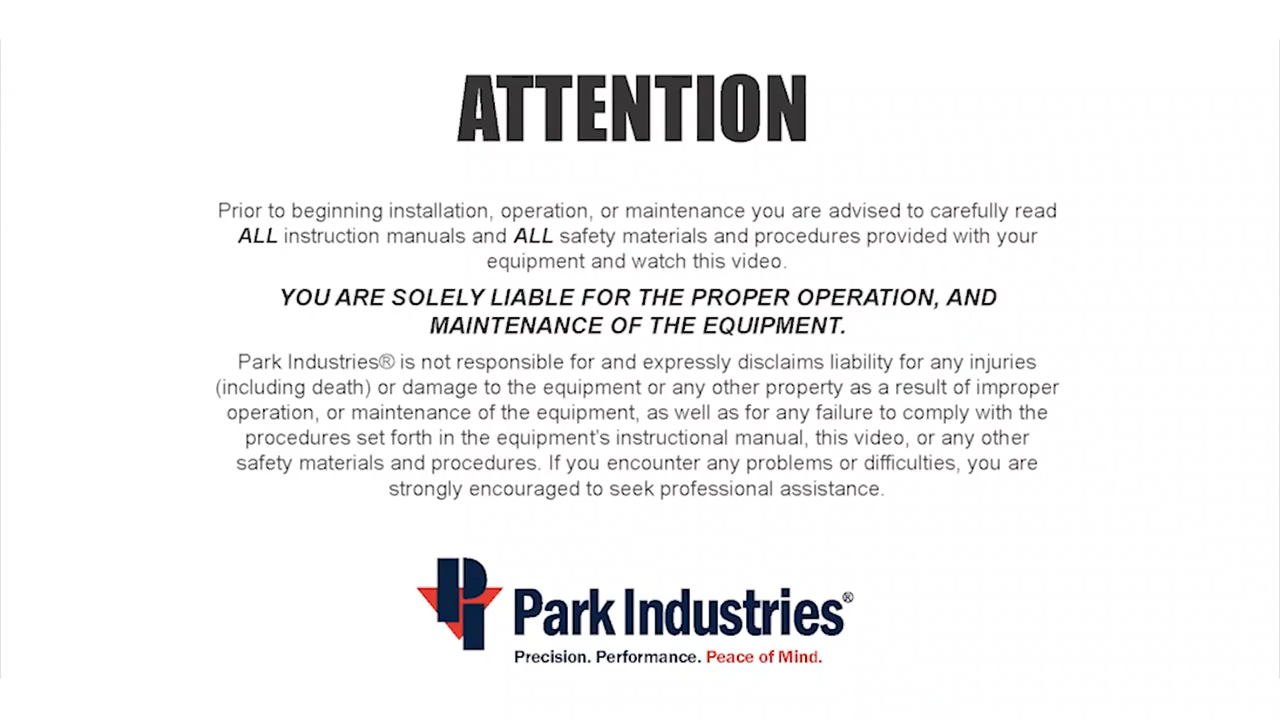 ATTENTION
Prior to beginning installation, operation, or maintenance you are advised to carefully read
ALL instruction manuals and ALL safety materials and procedures provided with your
equipment and watch this video.
YOU ARE SOLELY LIABLE FOR THE PROPER OPERATION, AND
MAINTENANCE OF THE EQUIPMENT.
Park Industries® is not responsible for and expressly disclaims liability for any injuries
(including death) or damage to the equipment or any other property as a result of improper
operation, or maintenance of the equipment, as well as for any failure to comply with the
procedures set forth in the equipment's instructional manual, this video, or any other
safety materials and procedures. If you encounter any problems or difficulties, you are
strongly encouraged to seek professional assistance.
PI Park Industries®
Precision. Performance. Peace of Mind.